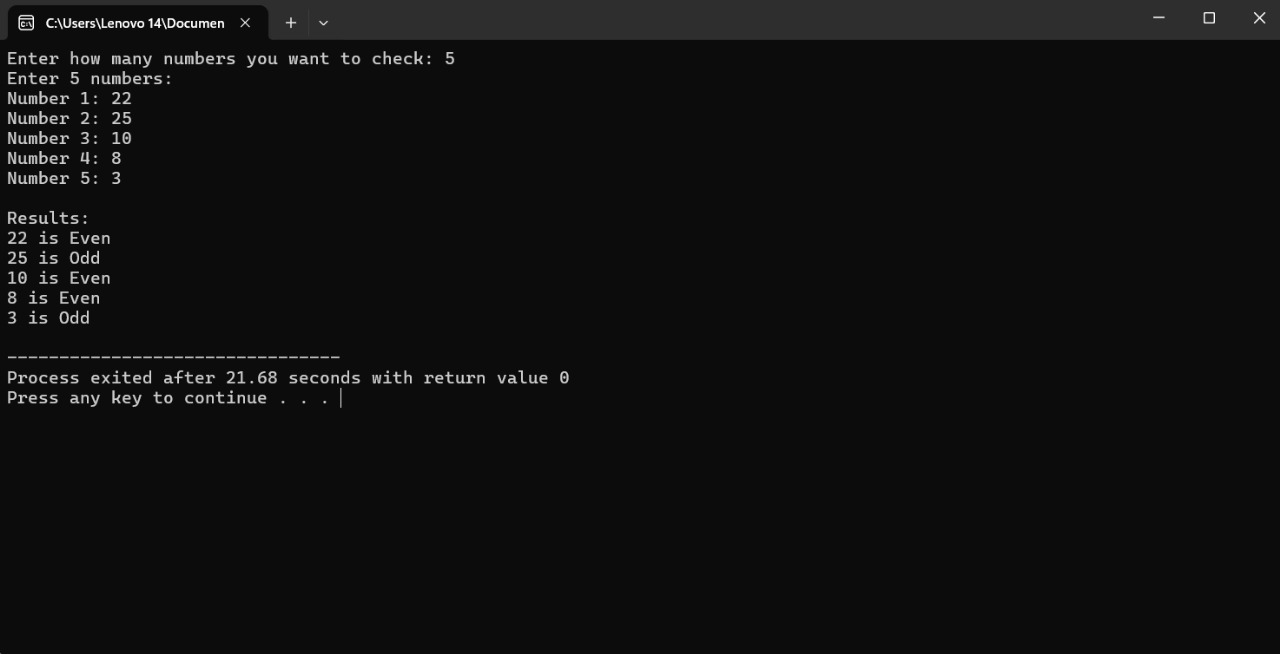 C:\Users\Lenovo 14\Documen
Enter how many numbers you want to check: 5
Enter 5 numbers:
Number 1: 22
Number 2: 25
Number 3: 10
Number 4: 8
Number 5: 3
Results:
22 is Even
25 is Odd
10 is Even
8 is Even
3 is Odd
--------------------------------
Process exited after 21.68 seconds with return value 0
Press any key to continue . . .